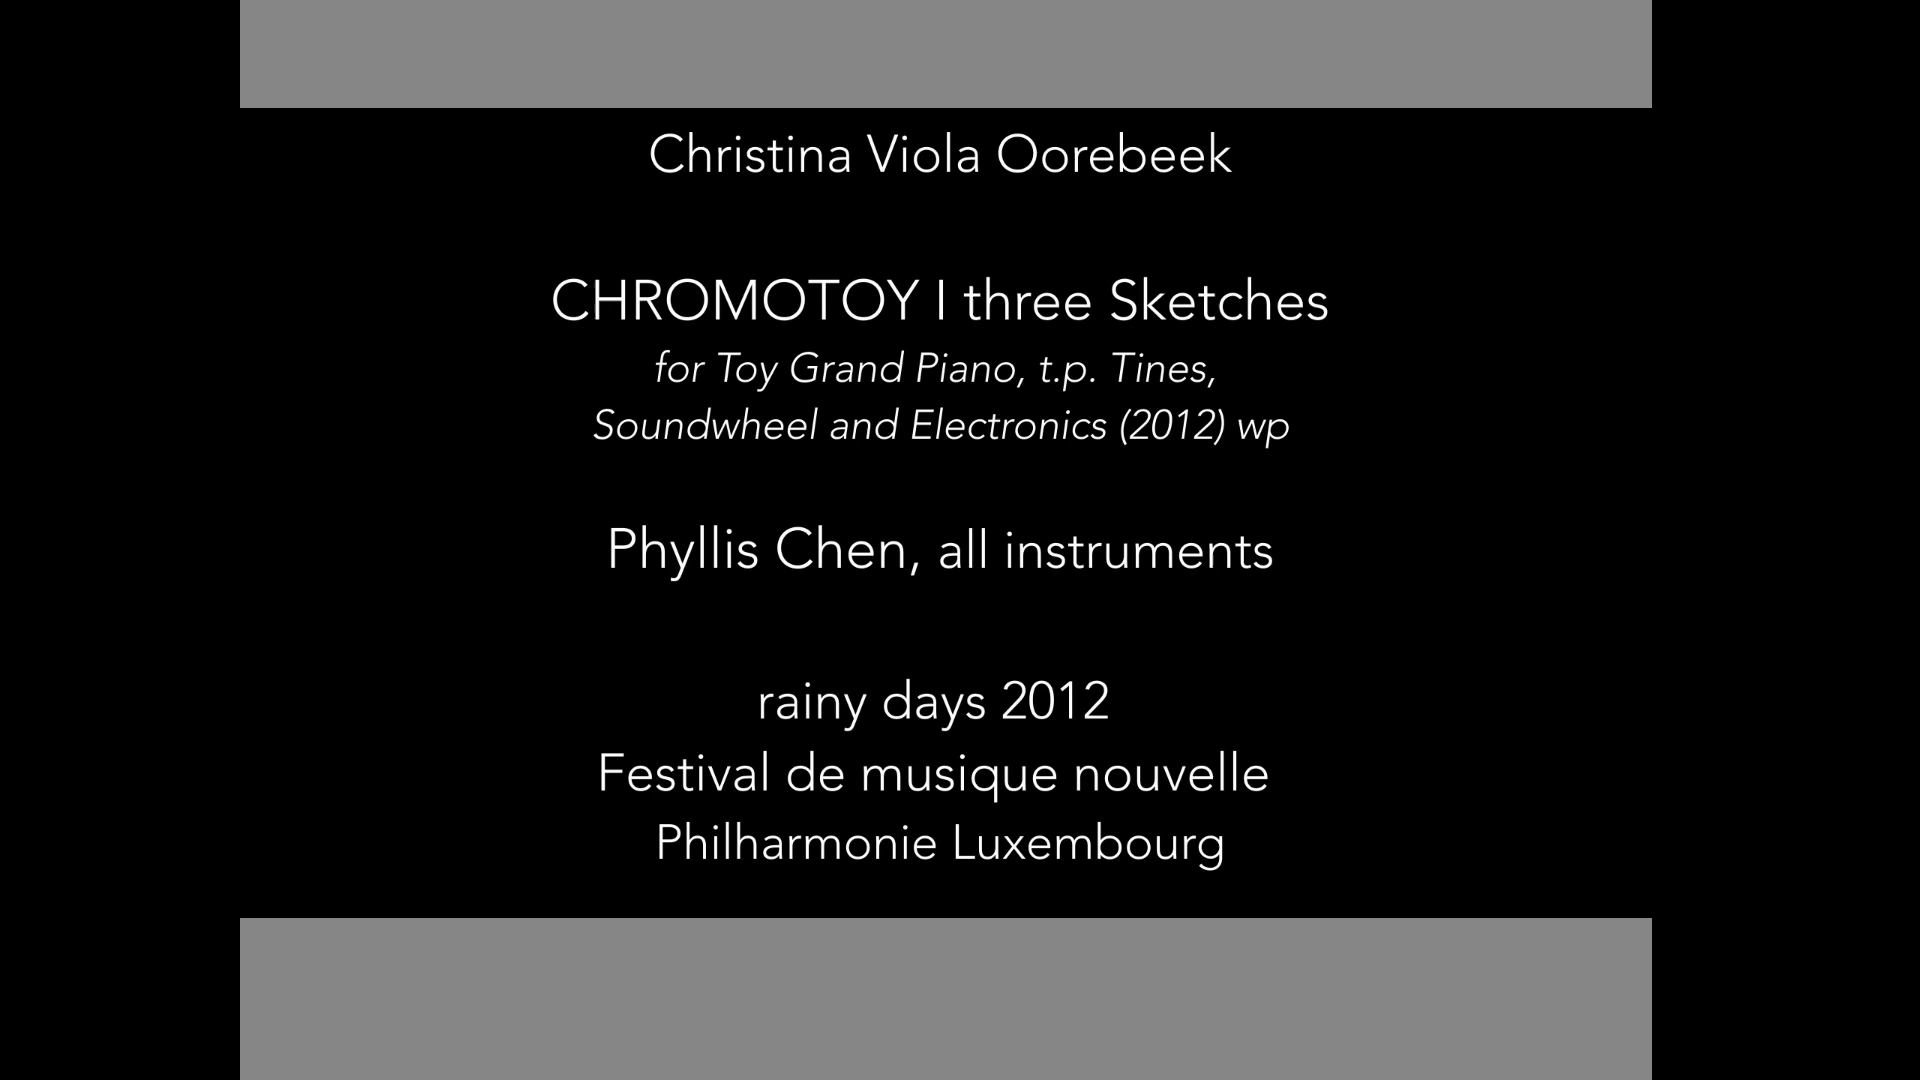 Christina Viola Oorebeek
CHROMOTOY I three Sketches
for Toy Grand Piano, t.p. Tines,
Soundwheel and Electronics (2012) wp
Phyllis Chen, all instruments
rainy days 2012
Festival de musique nouvelle
Philharmonie Luxembourg